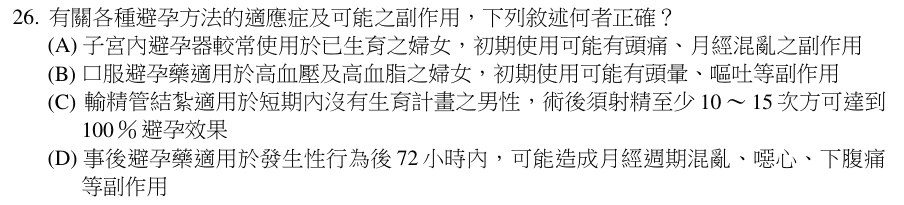 26. 有關各種避孕方法的適應症及可能之副作用，下列敘述何者正確？
(A) 子宮內避孕器較常使用於已生育之婦女，初期使用可能有頭痛、月經混亂之副作用
(B) 口服避孕藥適用於高血壓及高血脂之婦女，初期使用可能有頭暈、嘔吐等副作用
(C) 輸精管結紮適用於短期內沒有生育計畫之男性，術後須射精至少 10～15 次方可達到
100％避孕效果
(D) 事後避孕藥適用於發生性行為後 72 小時內，可能造成月經週期混亂、噁心、下腹痛
等副作用